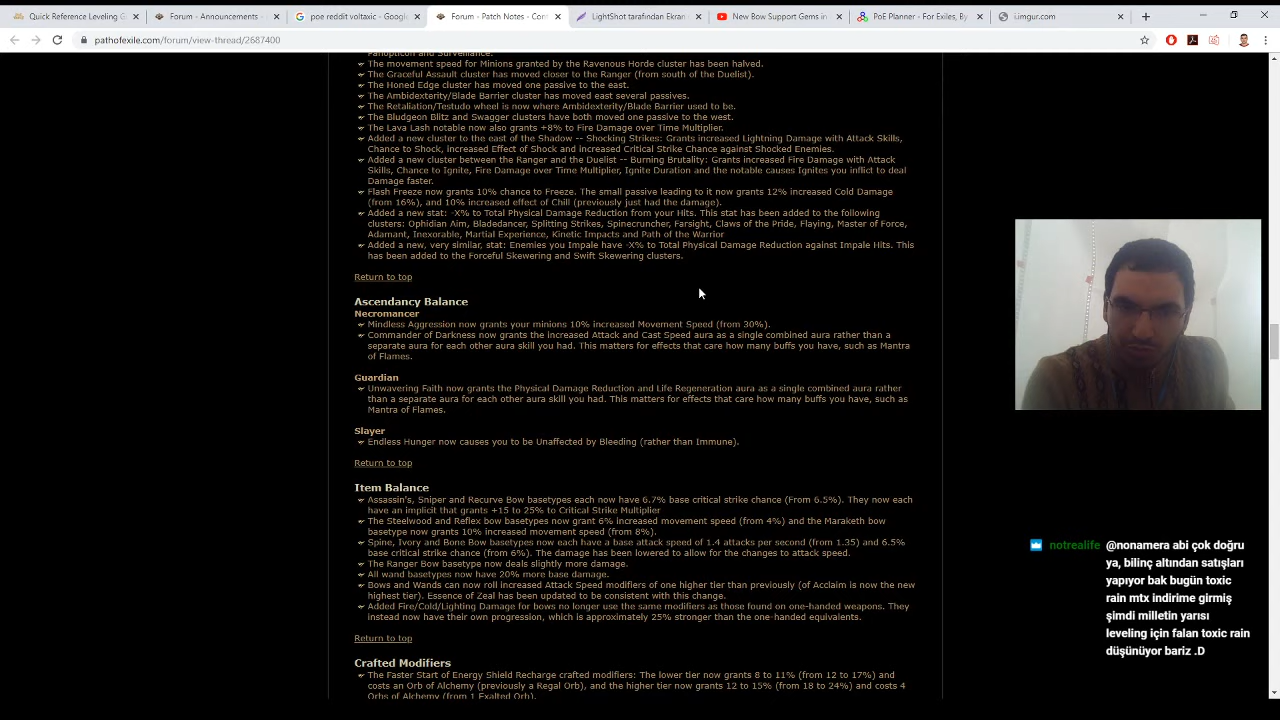 Quick Reference Leveling G
Forum - Announcements -
poe reddit voltaxic - Google
Forum - Patch Notes - Con
LightShot tarafından Ekran
New Bow Support Gems in
PoE Planner - For Exiles, By
i.imgur.com
pathofexile.com/forum/view-thread/2687400
Panopticon and Surveillance.
The movement speed for Minions granted by the Ravenous Horde cluster has been halved.
The Graceful Assault cluster has moved closer to the Ranger (from south of the Duelist).
The Honed Edge cluster has moved one passive to the east.
The Ambidexterity/Blade Barrier cluster has moved east several passives.
The Retaliation/Testudo wheel is now where Ambidexterity/Blade Barrier used to be.
The Bludgeon Blitz and Swagger clusters have both moved one passive to the west.
The Lava Lash notable now also grants +8% to Fire Damage over Time Multiplier.
Added a new cluster to the east of the Shadow -- Shocking Strikes: Grants increased Lightning Damage with Attack Skills,
Chance to Shock, increased Effect of Shock and increased Critical Strike Chance against Shocked Enemies.
Added a new cluster between the Ranger and the Duelist -- Burning Brutality: Grants increased Fire Damage with Attack
Skills, Chance to Ignite, Fire Damage over Time Multiplier, Ignite Duration and the notable causes Ignites you inflict to deal
Damage faster.
Flash Freeze now grants 10% chance to Freeze. The small passive leading to it now grants 12% increased Cold Damage
(from 16%), and 10% increased effect of Chill (previously just had the damage).
Added a new stat: -X% to Total Physical Damage Reduction from your Hits. This stat has been added to the following
clusters: Ophidian Aim, Bladedancer, Splitting Strikes, Spinecruncher, Farsight, Claws of the Pride, Flaying, Master of Force,
Adamant, Inexorable, Martial Experience, Kinetic Impacts and Path of the Warrior
Added a new, very similar, stat: Enemies you Impale have -X% to Total Physical Damage Reduction against Impale Hits. This
has been added to the Forceful Skewering and Swift Skewering clusters.
Return to top
Ascendancy Balance
Necromancer
Mindless Aggression now grants your minions 10% increased Movement Speed (from 30%).
Commander of Darkness now grants the increased Attack and Cast Speed aura as a single combined aura rather than a
separate aura for each other aura skill you had. This matters for effects that care how many buffs you have, such as Mantra
of Flames.
Guardian
Unwavering Faith now grants the Physical Damage Reduction and Life Regeneration aura as a single combined aura rather
than a separate aura for each other aura skill you had. This matters for effects that care how many buffs you have, such as
Mantra of Flames.
Slayer
Endless Hunger now causes you to be Unaffected by Bleeding (rather than Immune).
Return to top
Item Balance
Assassin's, Sniper and Recurve Bow basetypes each now have 6.7% base critical strike chance (From 6.5%). They now each
have an implicit that grants +15 to 25% to Critical Strike Multiplier
The Steelwood and Reflex bow basetypes now grant 6% increased movement speed (from 4%) and the Maraketh bow
basetype now grants 10% increased movement speed (from 8%).
Spine, Ivory and Bone Bow basetypes now each have a base attack speed of 1.4 attacks per second (from 1.35) and 6.5%
base critical strike chance (from 6%). The damage has been lowered to allow for the changes to attack speed.
The Ranger Bow basetype now deals slightly more damage.
All wand basetypes now have 20% more base damage.
Bows and Wands can now roll increased Attack Speed modifiers of one higher tier than previously (of Acclaim is now the new
highest tier). Essence of Zeal has been updated to be consistent with this change.
Added Fire/Cold/Lighting Damage for bows no longer use the same modifiers as those found on one-handed weapons. They
instead now have their own progression, which is approximately 25% stronger than the one-handed equivalents.
Return to top
Crafted Modifiers
The Faster Start of Energy Shield Recharge crafted modifiers: The lower tier now grants 8 to 11% (from 12 to 17%) and
costs an Orb of Alchemy (previously a Regal Orb), and the higher tier now grants 12 to 15% (from 18 to 24%) and costs 4
Orbs of Alchemy (from 1 Exalted Orb).
notrealife @nonamera abi çok doğru
ya, bilinç altından satışları
yapıyor bak bugün toxic
rain mtx indirime girmiş
şimdi milletin yarısı
leveling için falan toxic rain
düşünüyor bariz .D